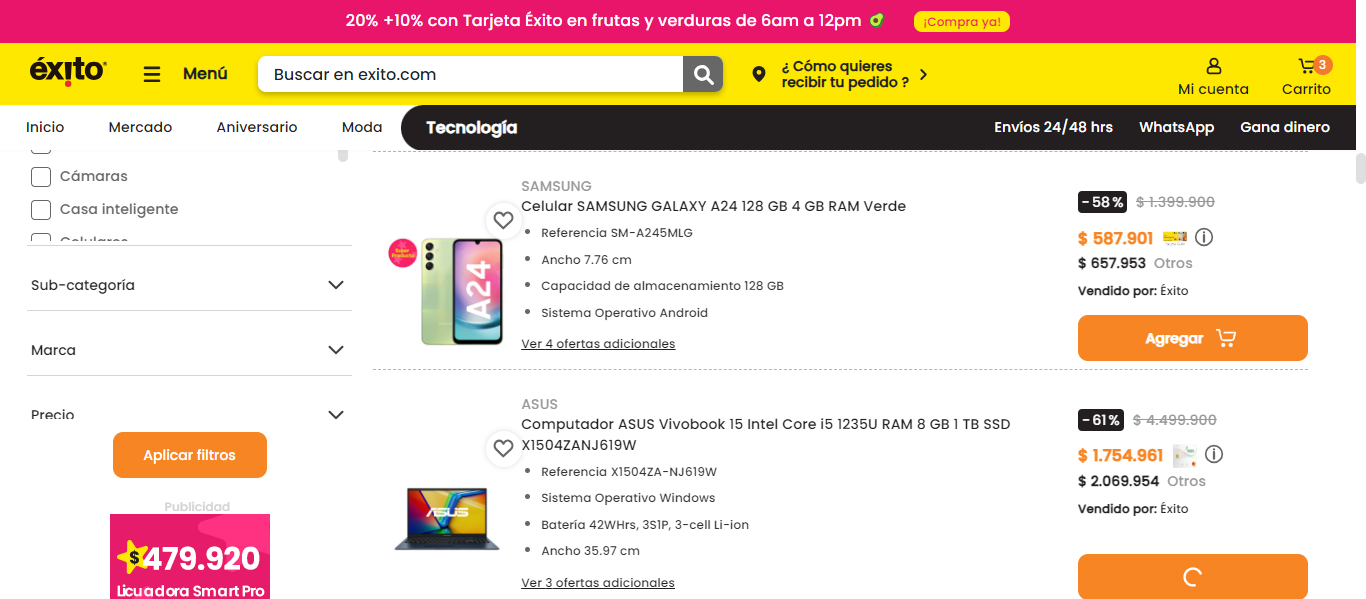 20% +10% con Tarjeta Éxito en frutas y verduras de 6am a 12pm ¡Compra ya!
éxito
Menú
Buscar en exito.com
¿ Cómo quieres
recibir tu pedido ?
Mi cuenta
3
Carrito
Inicio Mercado Aniversario Moda Tecnología Envíos 24/48 hrs WhatsApp Gana dinero
Cámaras
Casa inteligente
Celulares
Sub-categoría
Marca
Precio
Aplicar filtros
Publicidad
$479.920
Licuadora Smart Pro
SAMSUNG
Celular SAMSUNG GALAXY A24 128 GB 4 GB RAM Verde
Referencia SM-A245MLG
Ancho 7.76 cm
Capacidad de almacenamiento 128 GB
Sistema Operativo Android
Ver 4 ofertas adicionales
Super
Producto
A24
-58% $ 1.399.900
$ 587.901
$ 657.953 Otros
Vendido por: Éxito
Agregar
ASUS
Computador ASUS Vivobook 15 Intel Core i5 1235U RAM 8 GB 1 TB SSD
X1504ZANJ619W
Referencia X1504ZA-NJ619W
Sistema Operativo Windows
Batería 42WHrs, 3S1P, 3-cell Li-ion
Ancho 35.97 cm
Ver 3 ofertas adicionales
ASUS
-61% $ 4.499.900
$ 1.754.961
$ 2.069.954 Otros
Vendido por: Éxito